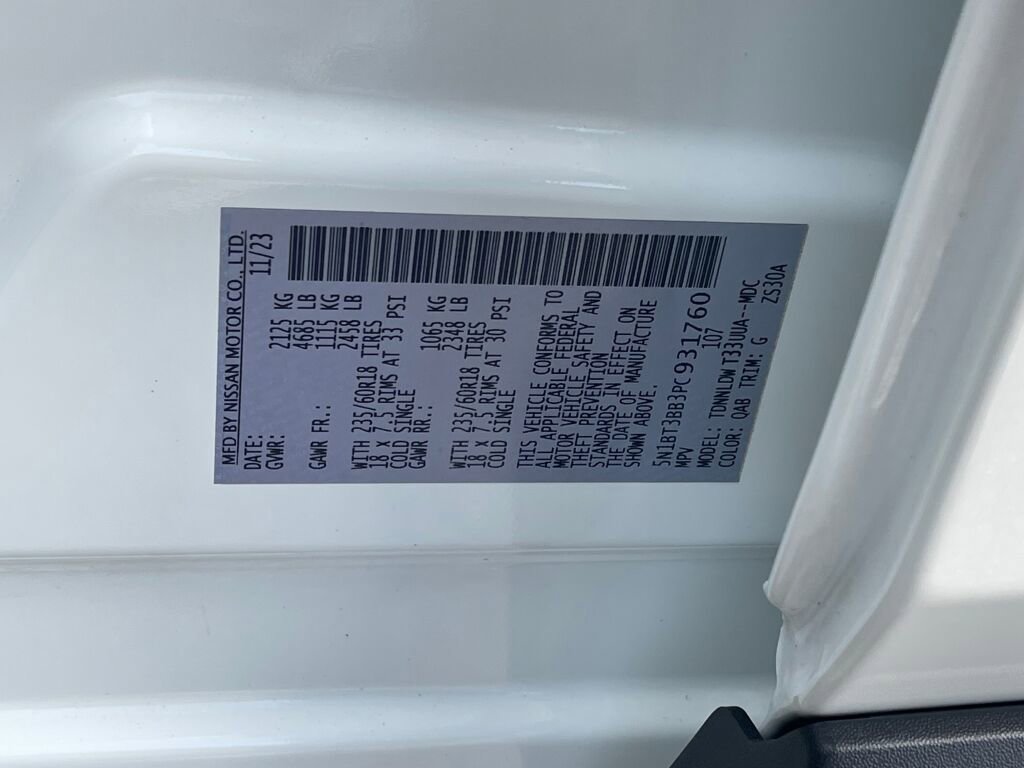 MFD BY NISSAN MOTOR CO., LTD.
DATE: 11/23
GVWR: 2125 KG
4685 LB
GAWR FR.: 1115 KG
2458 LB
WITH 235/60R18 TIRES
18 x 7.5 RIMS AT 33 PSI
COLD SINGLE
GAWR RR.: 1065 KG
2348 LB
WITH 235/60R18 TIRES
18 x 7.5 RIMS AT 30 PSI
COLD SINGLE
THIS VEHICLE CONFORMS TO
ALL APPLICABLE FEDERAL
MOTOR VEHICLE SAFETY AND
THEFT PREVENTION
STANDARDS IN EFFECT ON
THE DATE OF MANUFACTURE
SHOWN ABOVE.
5N1BT3BB3PC931760
MPV 107
MODEL: TDNNLDW T33UUA--MDC
COLOR: QAB TRIM: G ZS30A